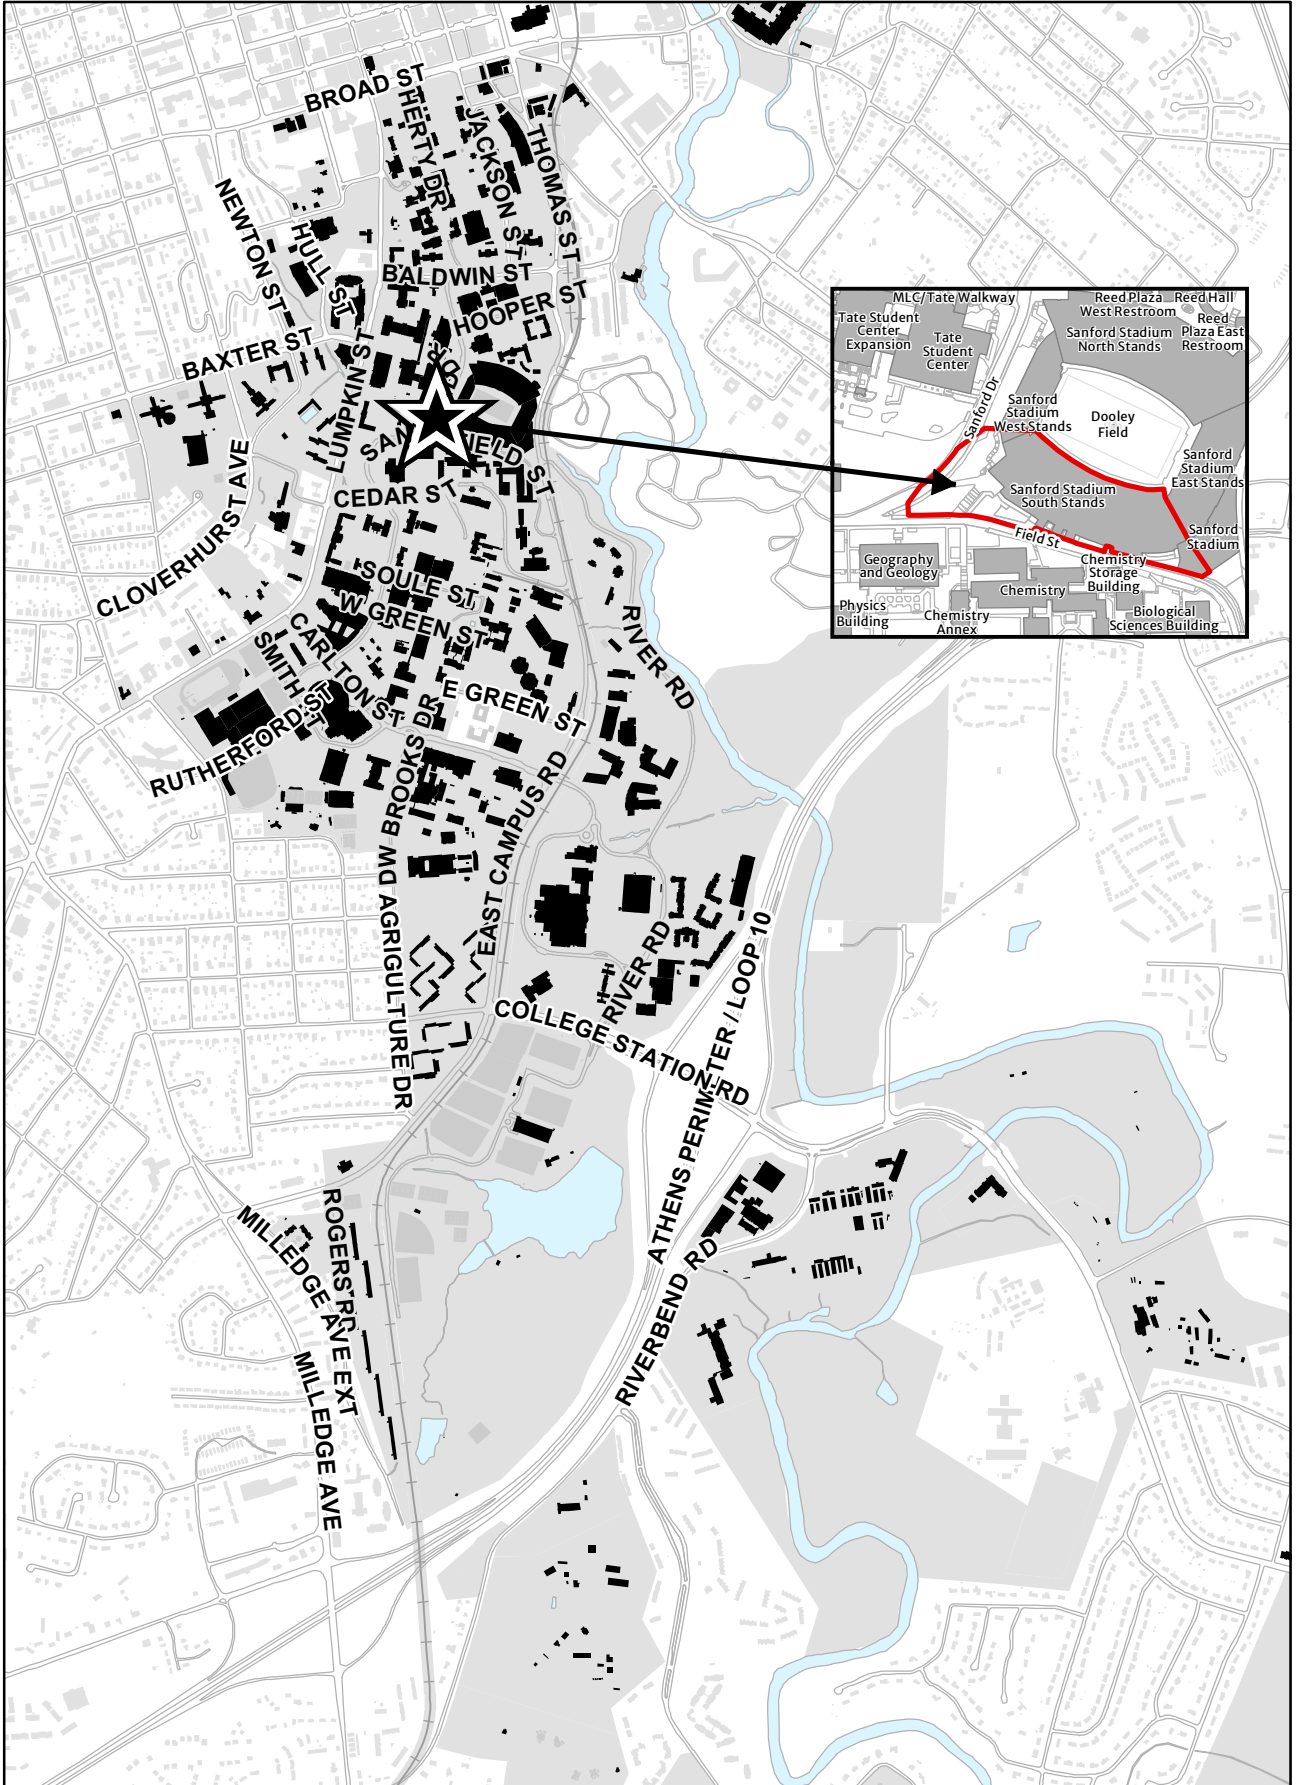 BROAD ST
HERTY DR
JACKSON ST
THOMAS ST
NEWTON ST
HULL ST
BALDWIN ST
HOOPER ST
BAXTER ST
LUMPKIN ST
FIELD ST
CEDAR ST
CLOVERHURST AVE
SOULE ST
W GREEN ST
CARLTON ST
SMITH ST
RUTHERFORD ST
E GREEN ST
RIVER RD
DW BROOKS DR
EAST CAMPUS RD
AGRIGULTURE DR
RIVER RD
COLLEGE STATION RD
ATHENS PERIMETER / LOOP 10
RIVERBEND RD
ROGERS RD
MILLEDGE AVE EXT
MILLEDGE AVE
MLC/Tate Walkway
Reed Plaza
West Restroom
Reed Hall
Reed
Plaza East
Restroom
Tate Student
Center
Expansion
Tate
Student
Center
Sanford Stadium
North Stands
Sanford Dr
Sanford
Stadium
West Stands
Dooley
Field
Sanford
Stadium
East Stands
Sanford Stadium
South Stands
Sanford
Stadium
Field St
Geography
and Geology
Chemistry
Storage
Building
Chemistry
Physics
Building
Chemistry
Annex
Biological
Sciences Building